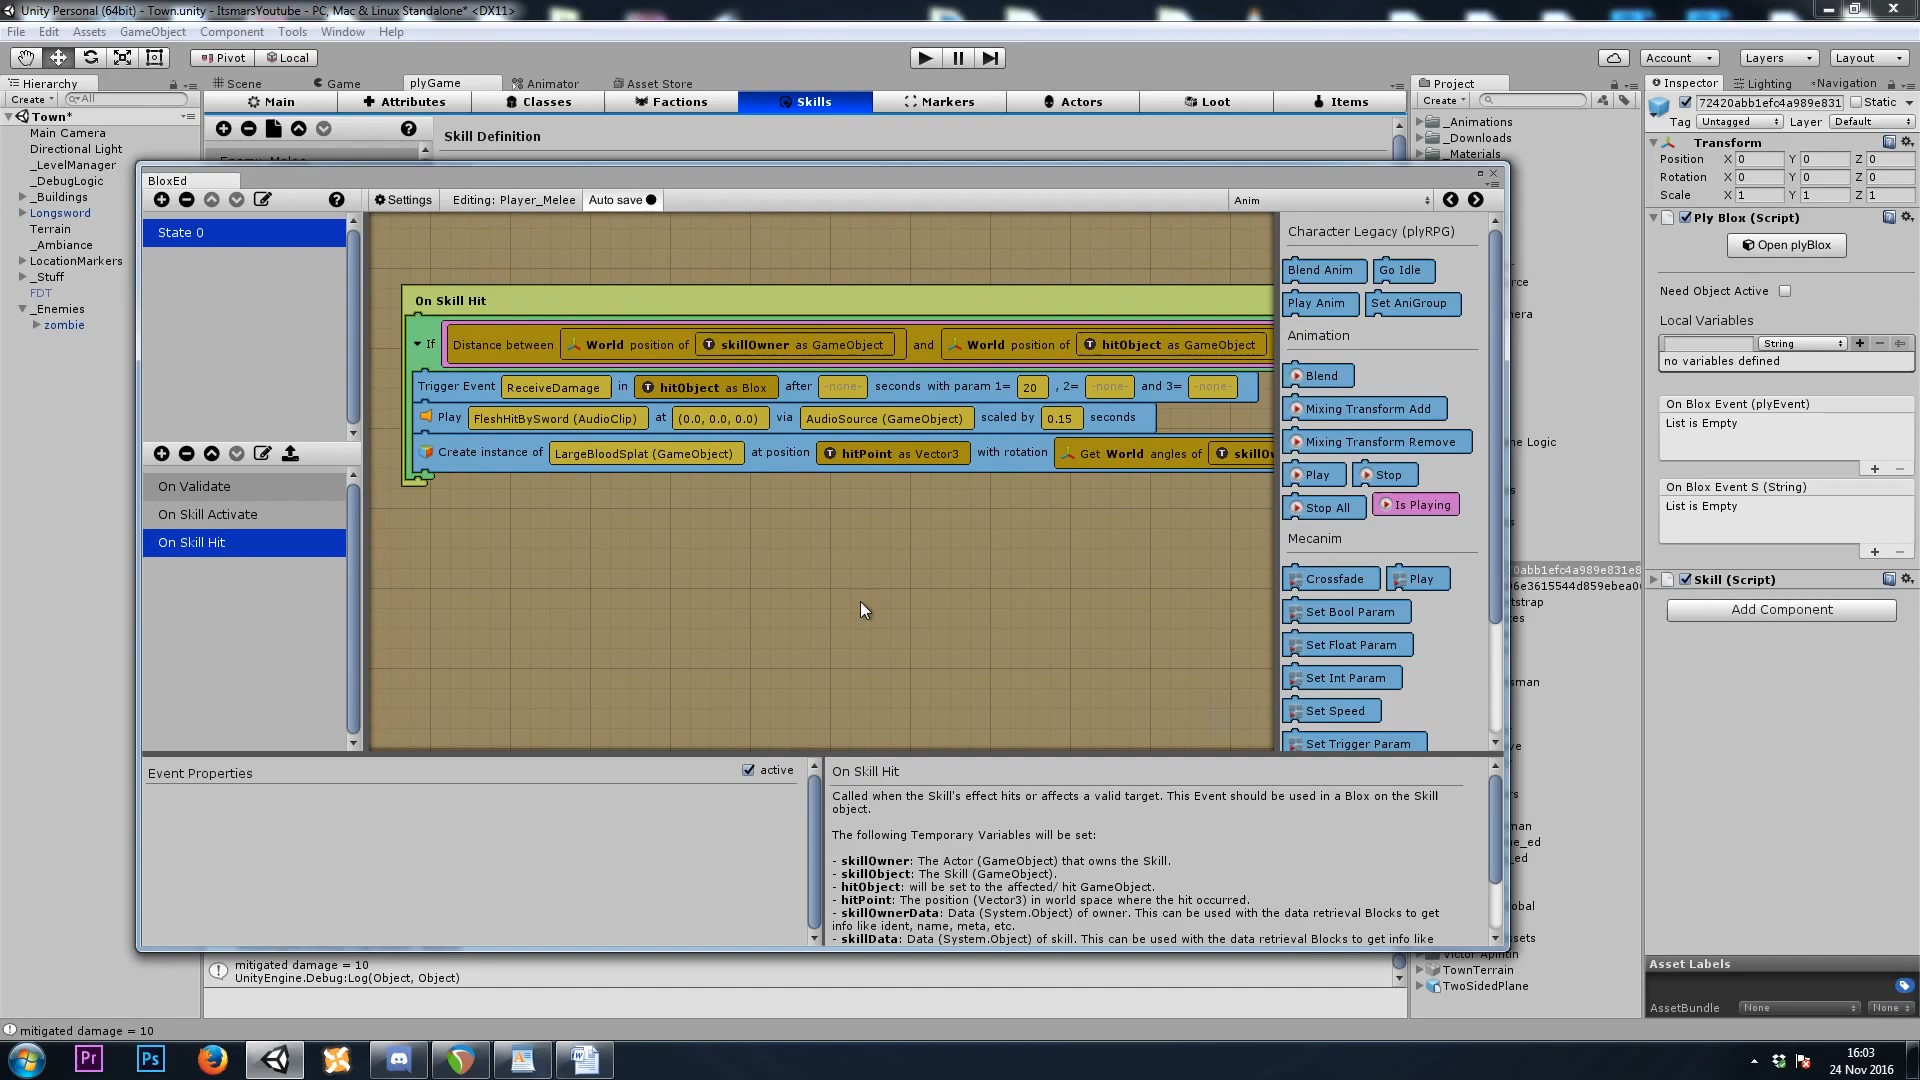 Unity Personal (64bit) - Town.unity - ItsmarsYoutube - PC, Mac & Linux Standalone* <DX11>
File Edit Assets GameObject Component Tools Window Help
Pivot Local Account Layers Layout
Hierarchy Scene Game plyGame Animator Asset Store Project Inspector Lighting Navigation
Create All Main Attributes Classes Factions Skills Markers Actors Loot Items Create 72420abb1efc4a989e831 Static
Town*
Tag Untagged Layer Default
Main Camera
Directional Light
_LevelManager
_DebugLogic
_Buildings
Longsword
Terrain
_Ambiance
LocationMarkers
_Stuff
FDT
_Enemies
zombie
Skill Definition
_Animations
_Downloads
_Materials
BloxEd
Settings Editing: Player_Melee Auto save Anim
State 0
On Validate
On Skill Activate
On Skill Hit
On Skill Hit
If Distance between World position of skillOwner as GameObject and World position of hitObject as GameObject
Trigger Event ReceiveDamage in hitObject as Blox after -none- seconds with param 1= 20 , 2= -none- and 3= -none-
Play FleshHitBySword (AudioClip) at (0.0, 0.0, 0.0) via AudioSource (GameObject) scaled by 0.15 seconds
Create instance of LargeBloodSplat (GameObject) at position hitPoint as Vector3 with rotation Get World angles of skillOw
Character Legacy (plyRPG)
Blend Anim Go Idle
Play Anim Set AniGroup
Animation
Blend
Mixing Transform Add
Mixing Transform Remove
Play Stop
Stop All Is Playing
Mecanim
Crossfade Play
Set Bool Param
Set Float Param
Set Int Param
Set Speed
Set Trigger Param
Event Properties active
On Skill Hit
Called when the Skill's effect hits or affects a valid target. This Event should be used in a Blox on the Skill
object.
The following Temporary Variables will be set:
- skillOwner: The Actor (GameObject) that owns the Skill.
- skillObject: The Skill (GameObject).
- hitObject: will be set to the affected/ hit GameObject.
- hitPoint: The position (Vector3) in world space where the hit occurred.
- skillOwnerData: Data (System.Object) of owner. This can be used with the data retrieval Blocks to get
info like ident, name, meta, etc.
- skillData: Data (System.Object) of skill. This can be used with the data retrieval Blocks to get info like
mitigated damage = 10
UnityEngine.Debug:Log(Object, Object)
TownTerrain
TwoSidedPlane
Transform
Position X 0 Y 0 Z 0
Rotation X 0 Y 0 Z 0
Scale X 1 Y 1 Z 1
Ply Blox (Script)
Open plyBlox
Need Object Active
Local Variables
String
no variables defined
On Blox Event (plyEvent)
List is Empty
On Blox Event S (String)
List is Empty
Skill (Script)
Add Component
Asset Labels
AssetBundle None None
mitigated damage = 10
16:03
24 Nov 2016